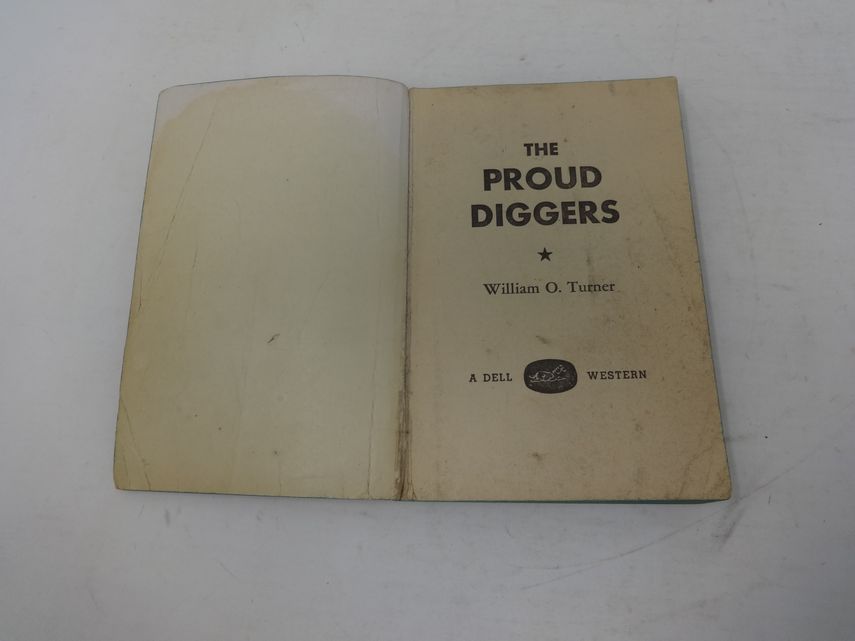 THE
PROUD
DIGGERS
William O. Turner
A DELL WESTERN